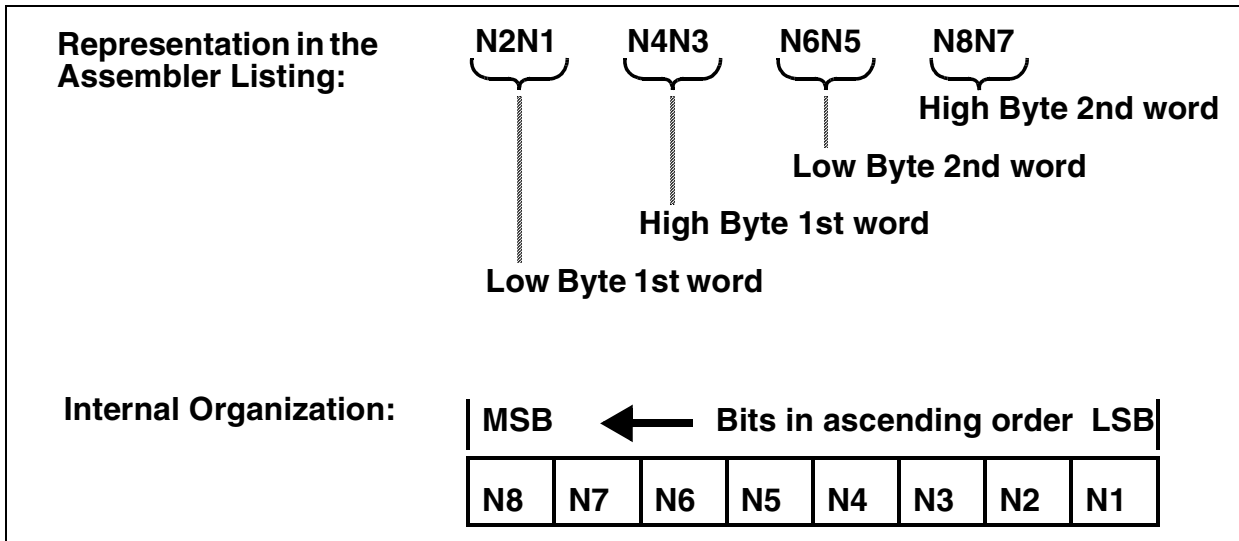 Representation in the
Assembler Listing:
N2N1 N4N3 N6N5 N8N7
High Byte 2nd word
Low Byte 2nd word
High Byte 1st word
Low Byte 1st word
Internal Organization:
MSB Bits in ascending order LSB
N8 N7 N6 N5 N4 N3 N2 N1